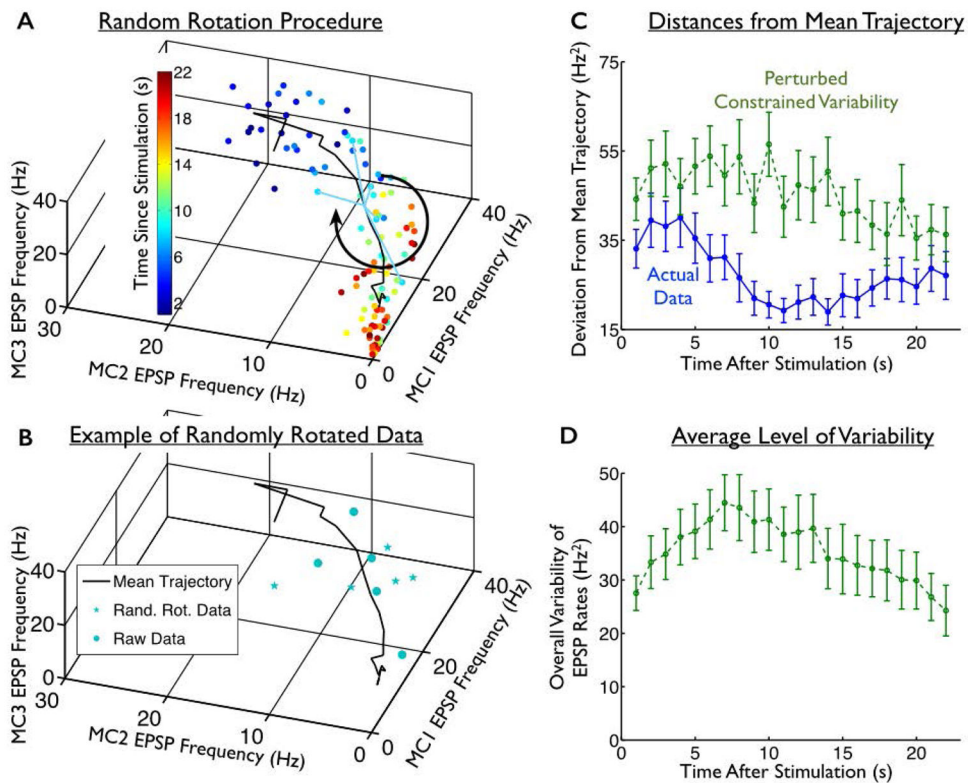 A Random Rotation Procedure
Time Since Stimulation (s)
22
18
14
10
6
2
MC3 EPSP Frequency (Hz)
40
20
0
30
20
10
0
MC2 EPSP Frequency (Hz)
0
20
40
MC1 EPSP Frequency (Hz)
B Example of Randomly Rotated Data
MC3 EPSP Frequency (Hz)
40
20
0
30
20
10
0
MC2 EPSP Frequency (Hz)
0
20
40
MC1 EPSP Frequency (Hz)
Mean Trajectory
Rand. Rot. Data
Raw Data
C Distances from Mean Trajectory
Deviation From Mean Trajectory (Hz²)
75
55
35
15
Perturbed
Constrained Variability
Actual
Data
0 5 10 15 20
Time After Stimulation (s)
D Average Level of Variability
Overall Variability of
EPSP Rates (Hz²)
50
40
30
20
10
0
0 5 10 15 20
Time After Stimulation (s)